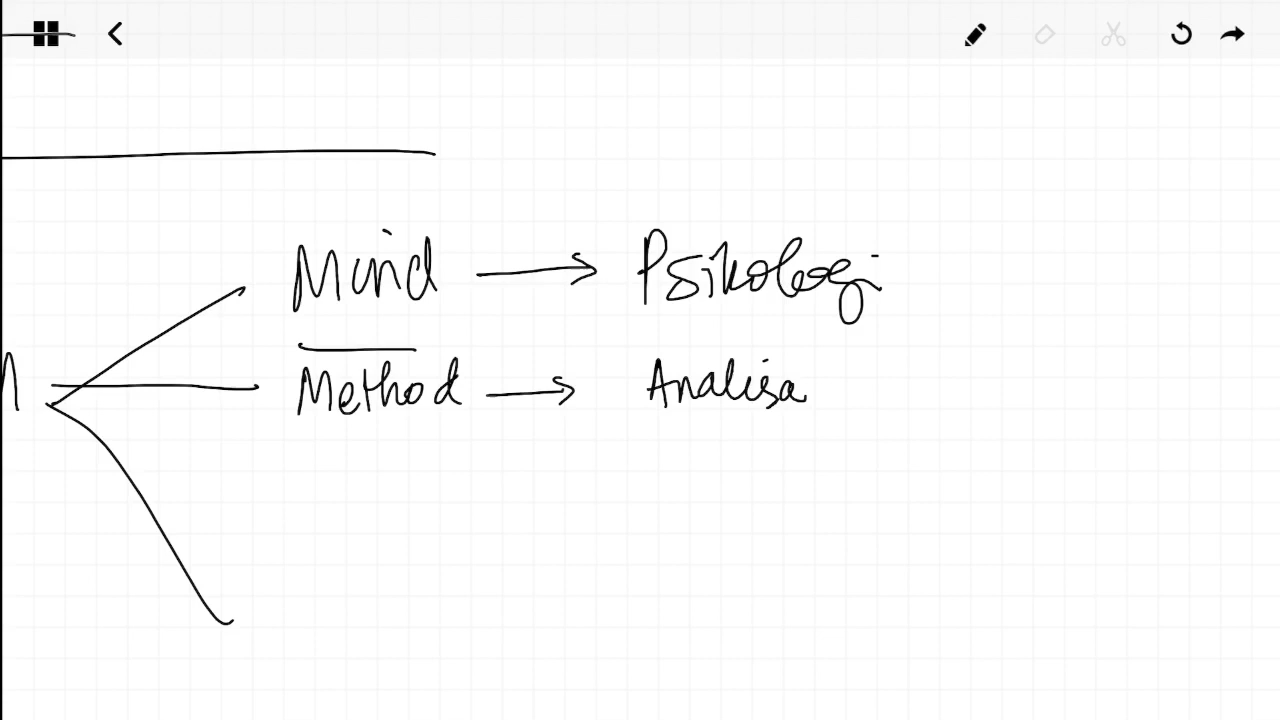 Mind → Psikologi
Method → Analisa